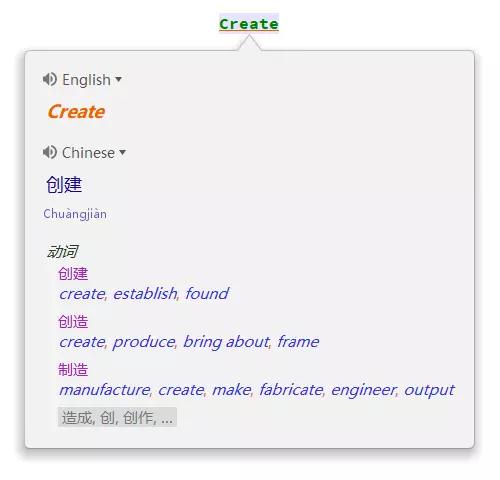 Create
English
Create
Chinese
创建
Chuàngjiàn
动词
创建
create, establish, found
创造
create, produce, bring about, frame
制造
manufacture, create, make, fabricate, engineer, output
造成, 创, 创作, ...